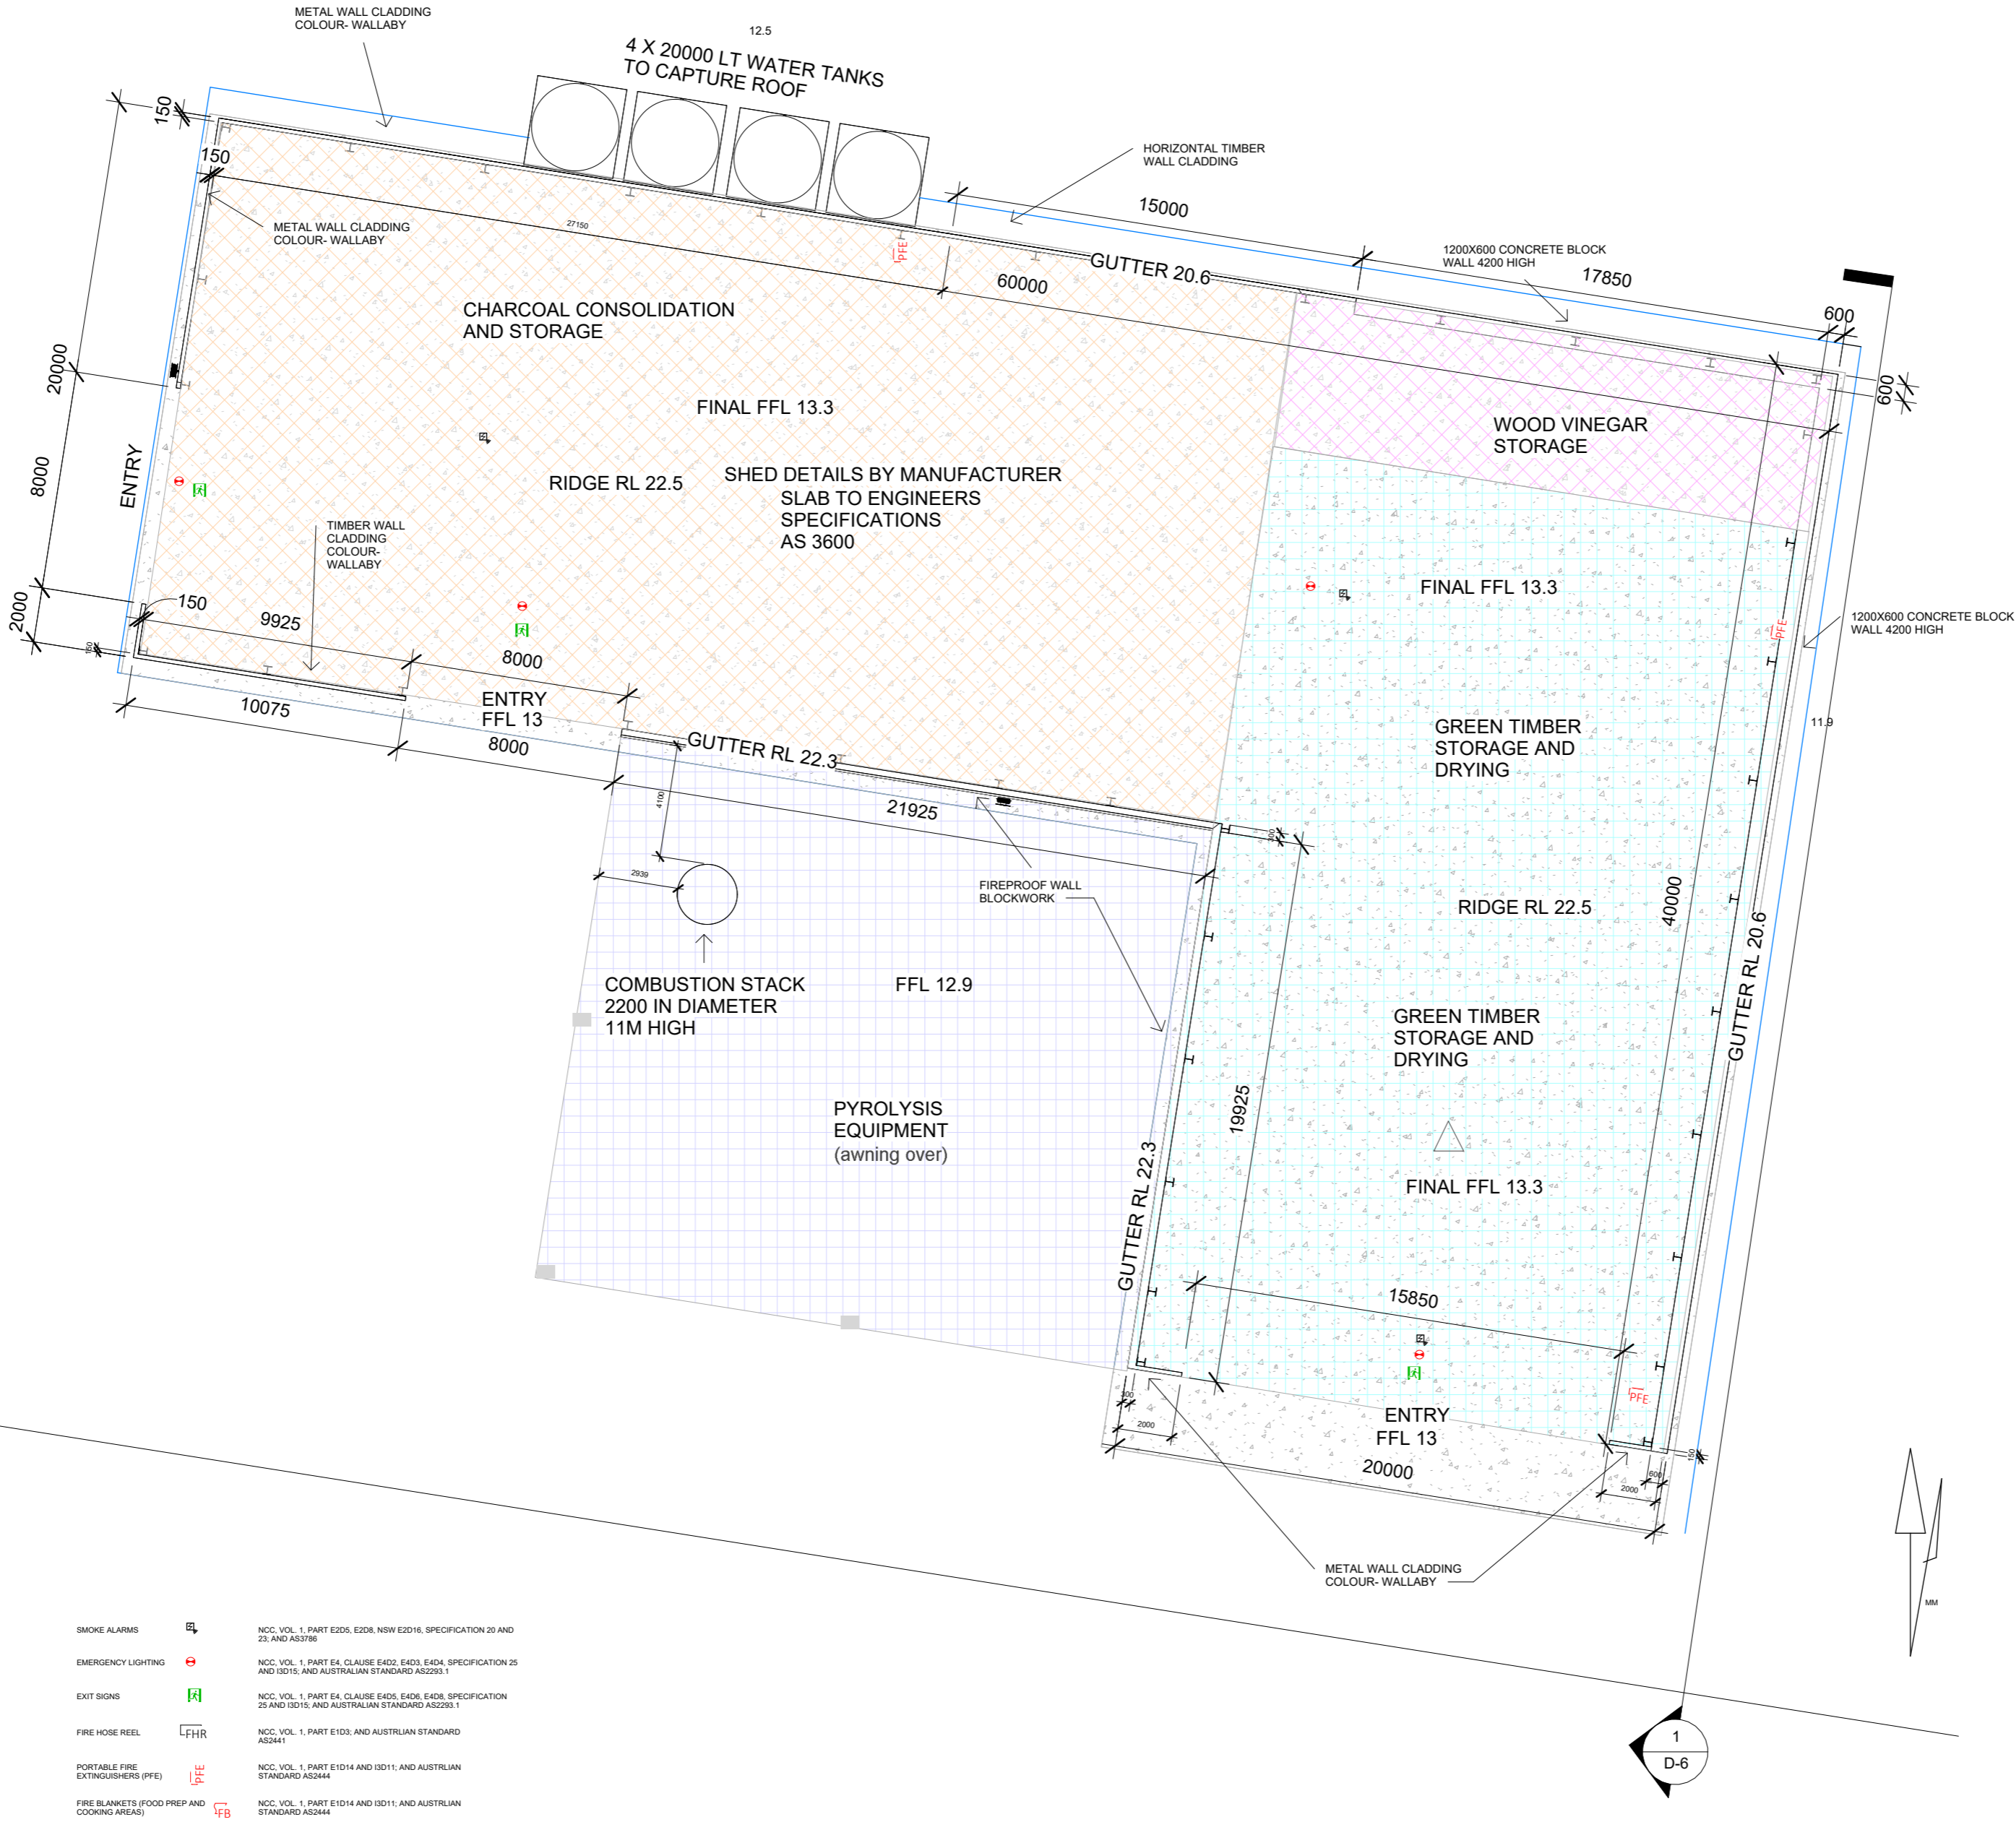 METAL WALL CLADDING
COLOUR- WALLABY
12.5
4 X 20000 LT WATER TANKS
TO CAPTURE ROOF
150
150
METAL WALL CLADDING
COLOUR- WALLABY
27150
PFE
HORIZONTAL TIMBER
WALL CLADDING
15000
1200X600 CONCRETE BLOCK
WALL 4200 HIGH
17850
600
600
GUTTER 20.6
60000
CHARCOAL CONSOLIDATION
AND STORAGE
20000
FINAL FFL 13.3
WOOD VINEGAR
STORAGE
RIDGE RL 22.5
SHED DETAILS BY MANUFACTURER
SLAB TO ENGINEERS
SPECIFICATIONS
AS 3600
8000
ENTRY
TIMBER WALL
CLADDING
COLOUR-
WALLABY
FINAL FFL 13.3
PFE
1200X600 CONCRETE BLOCK
WALL 4200 HIGH
2000
150
150
9925
8000
10075
ENTRY
FFL 13
8000
GUTTER RL 22.3
4100
21925
300
GREEN TIMBER
STORAGE AND
DRYING
11.9
2939
FIREPROOF WALL
BLOCKWORK
40000
RIDGE RL 22.5
GUTTER RL 20.6
COMBUSTION STACK
2200 IN DIAMETER
11M HIGH
FFL 12.9
GREEN TIMBER
STORAGE AND
DRYING
PYROLYSIS
EQUIPMENT
(awning over)
19925
GUTTER RL 22.3
FINAL FFL 13.3
15850
PFE
300
2000
ENTRY
FFL 13
20000
150
600
2000
METAL WALL CLADDING
COLOUR- WALLABY
MM
1
D-6
SMOKE ALARMS
NCC, VOL. 1, PART E2D5, E2D8, NSW E2D16, SPECIFICATION 20 AND
23; AND AS3786
EMERGENCY LIGHTING
NCC, VOL. 1, PART E4, CLAUSE E4D2, E4D3, E4D4, SPECIFICATION 25
AND I3D15; AND AUSTRALIAN STANDARD AS2293.1
EXIT SIGNS
NCC, VOL. 1, PART E4, CLAUSE E4D5, E4D6, E4D8, SPECIFICATION
25 AND I3D15; AND AUSTRALIAN STANDARD AS2293.1
FIRE HOSE REEL
FHR
NCC, VOL. 1, PART E1D3; AND AUSTRLIAN STANDARD
AS2441
PORTABLE FIRE
EXTINGUISHERS (PFE)
PFE
NCC, VOL. 1, PART E1D14 AND I3D11; AND AUSTRLIAN
STANDARD AS2444
FIRE BLANKETS (FOOD PREP AND
COOKING AREAS)
FB
NCC, VOL. 1, PART E1D14 AND I3D11; AND AUSTRLIAN
STANDARD AS2444